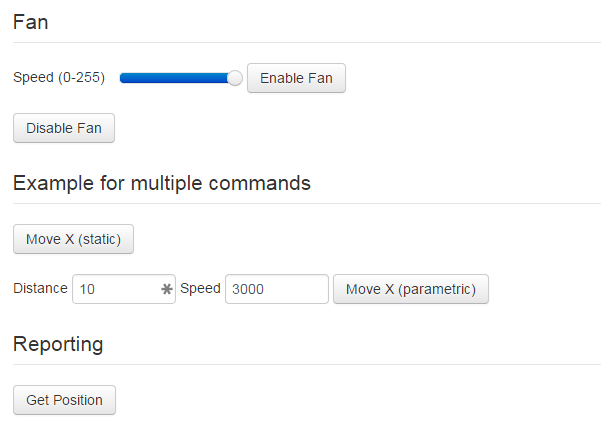 Fan
Speed (0-255) Enable Fan
Disable Fan
Example for multiple commands
Move X (static)
Distance 10 Speed 3000 Move X (parametric)
Reporting
Get Position